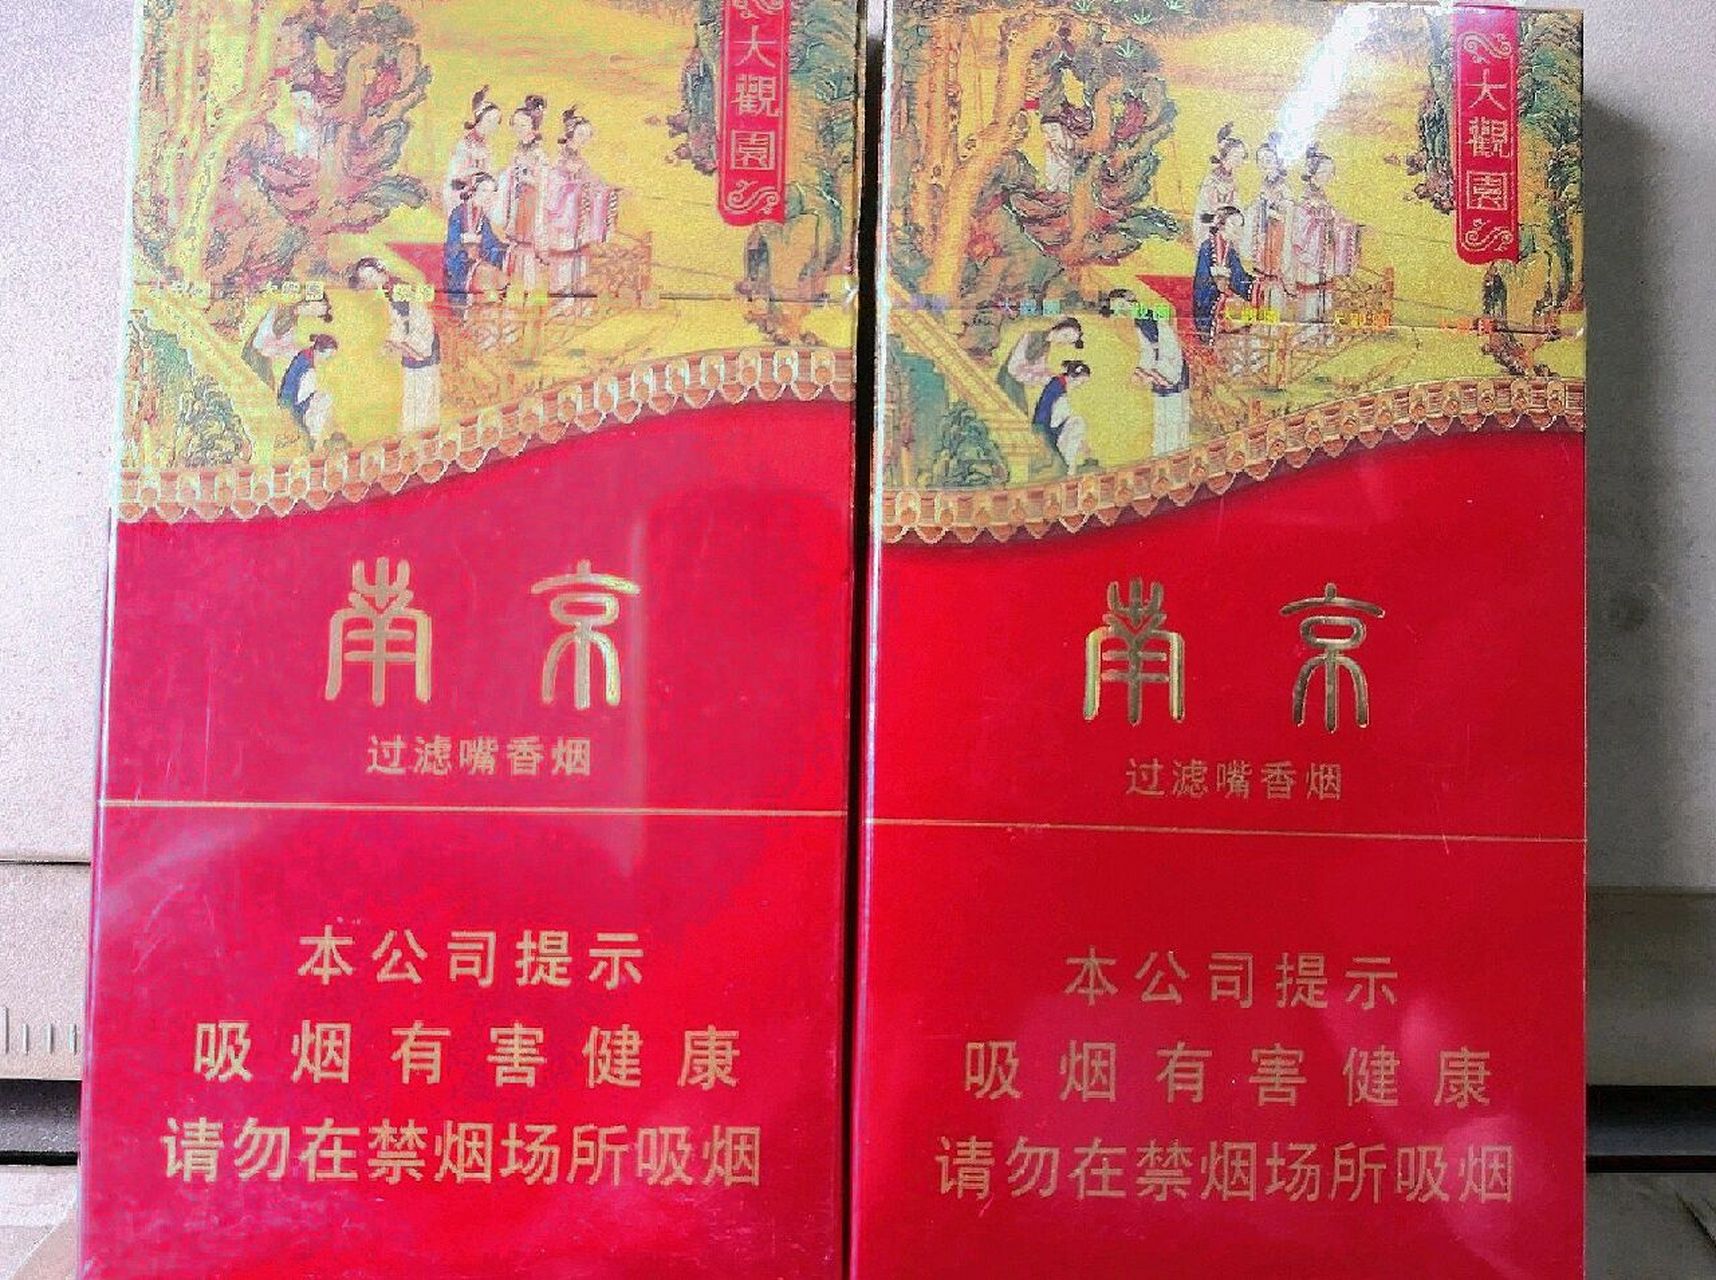 大觀園
南京
过滤嘴香烟
本公司提示
吸烟有害健康
请勿在禁烟场所吸烟
大觀園
南京
过滤嘴香烟
本公司提示
吸烟有害健康
请勿在禁烟场所吸烟